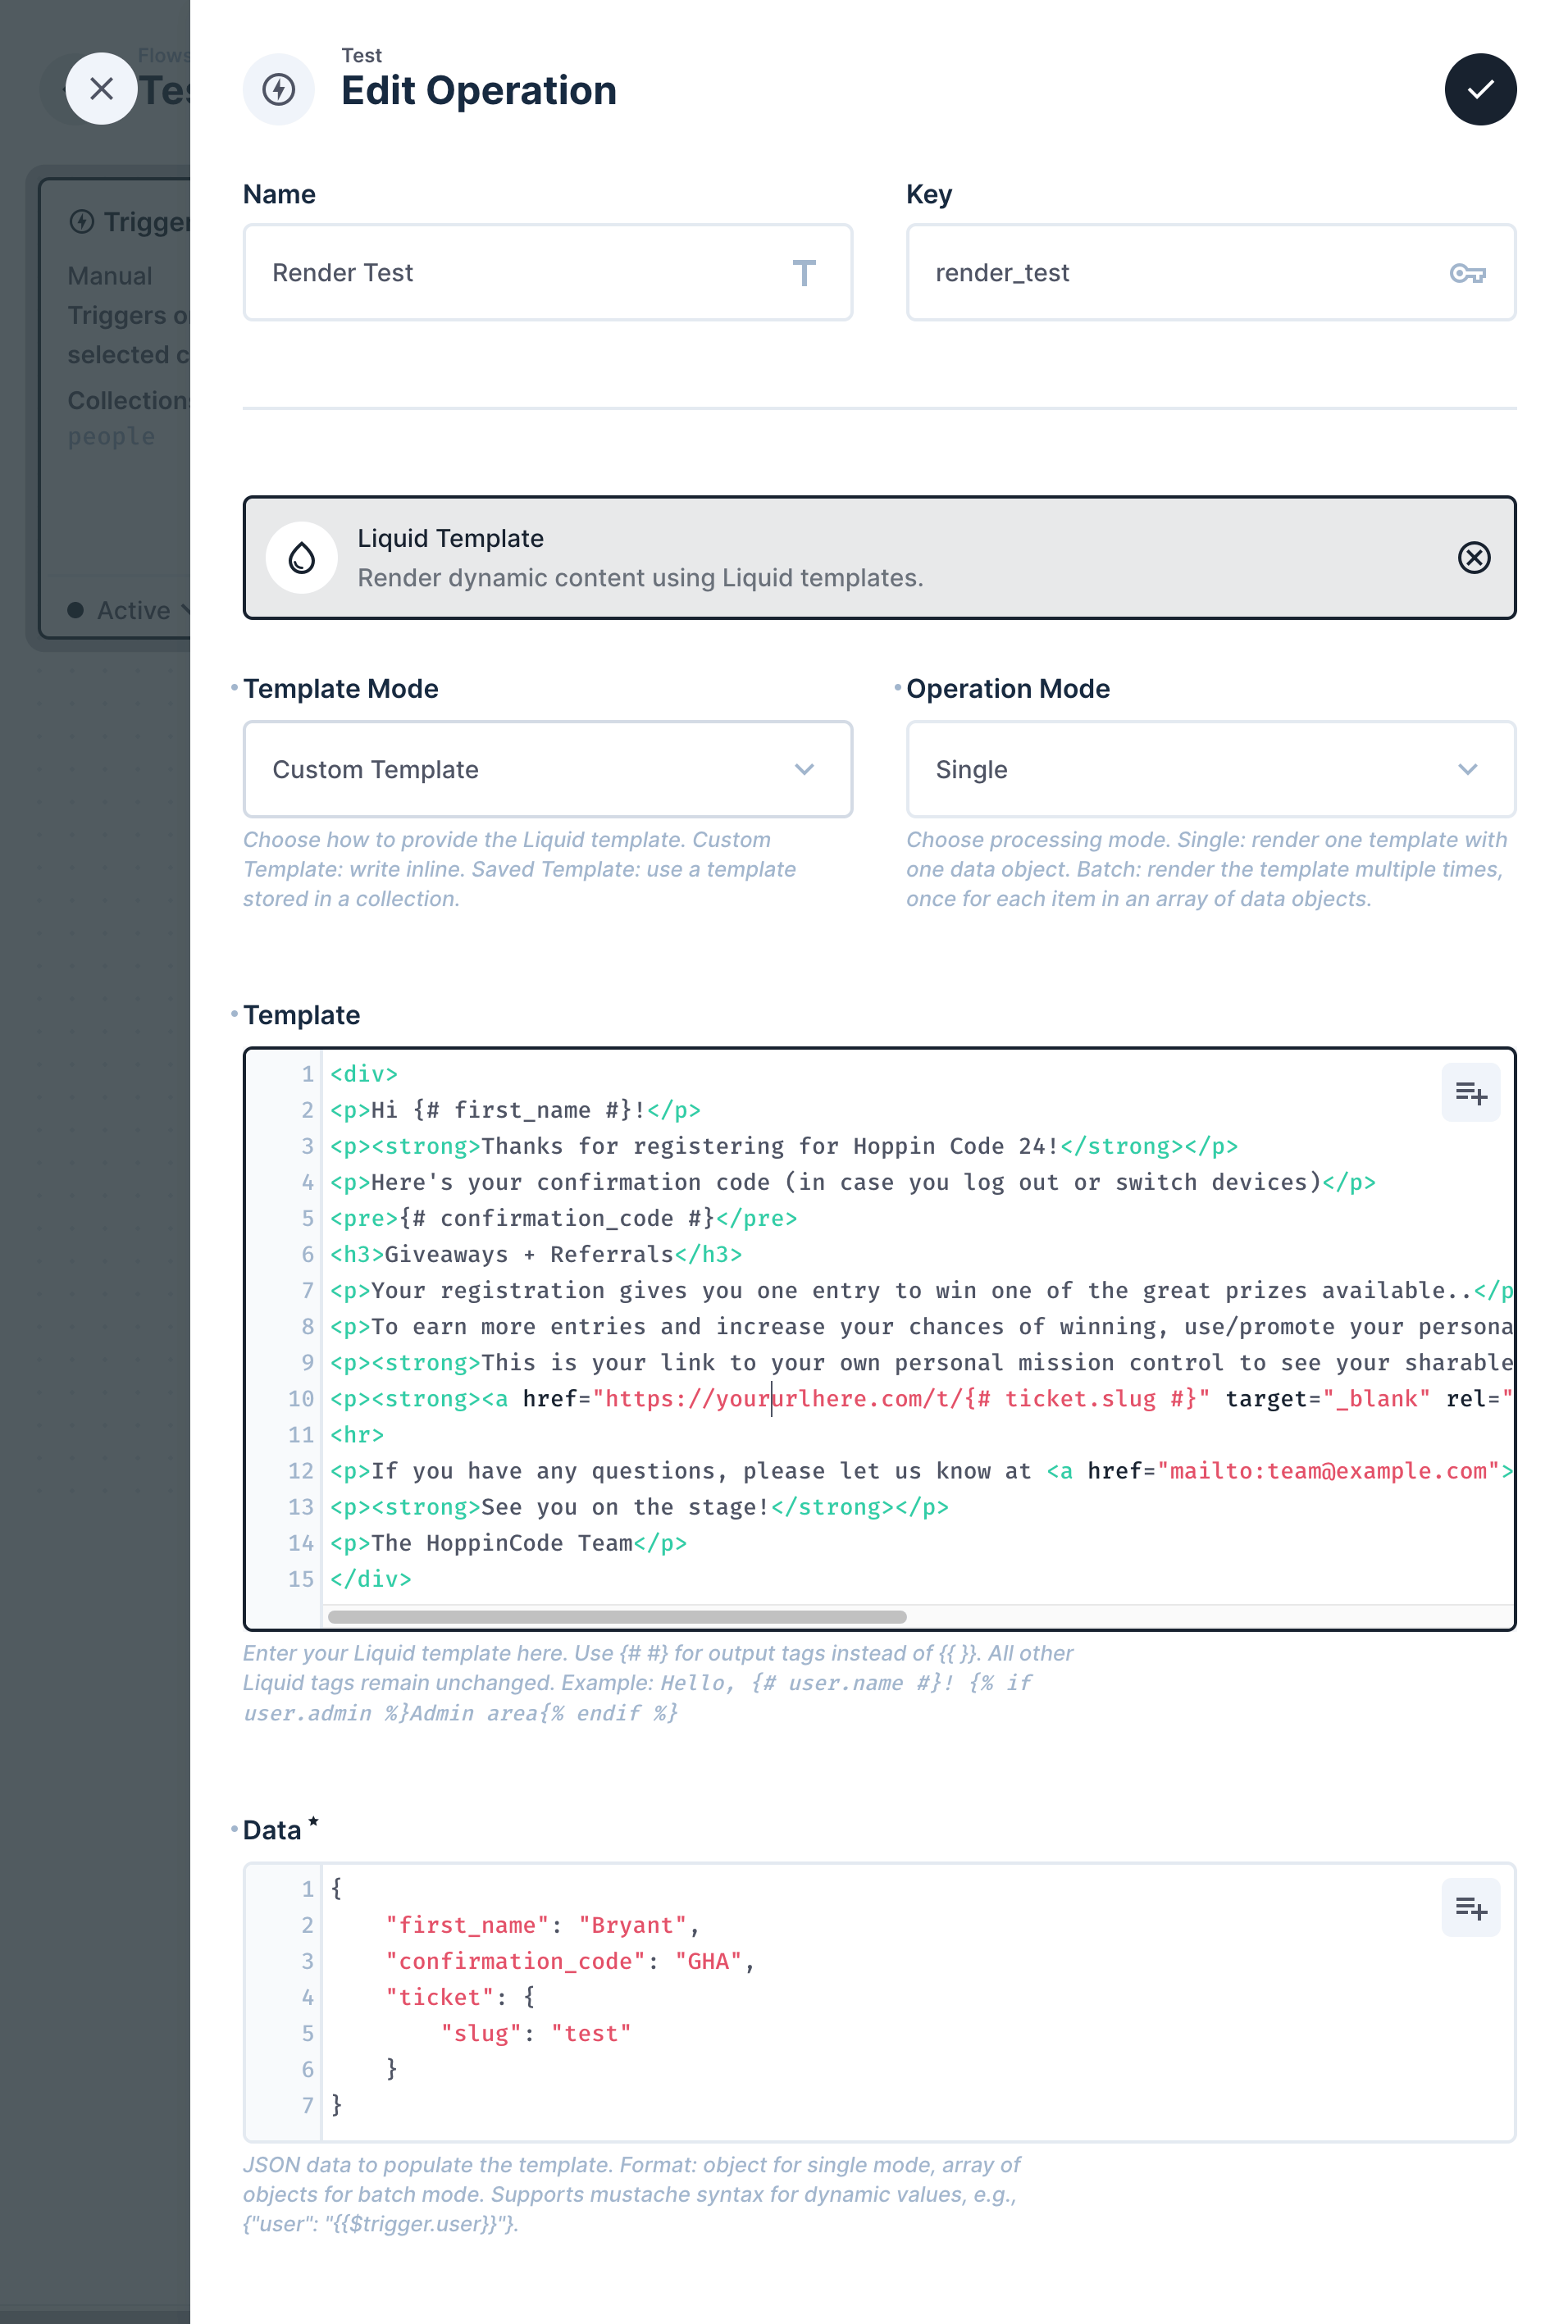 Flows
Test
Edit Operation
Trigger
Manual
Triggers
selected
Collections
people
Active
Name
Key
Render Test
render_test
Liquid Template
Render dynamic content using Liquid templates.
Template Mode
Operation Mode
Custom Template
Single
Choose how to provide the Liquid template. Custom
Template: write inline. Saved Template: use a template
stored in a collection.
Choose processing mode. Single: render one template with
one data object. Batch: render the template multiple times,
once for each item in an array of data objects.
Template
1 <div>
2 <p>Hi {# first_name #}!</p>
3 <p><strong>Thanks for registering for Hoppin Code 24!</strong></p>
4 <p>Here's your confirmation code (in case you log out or switch devices)</p>
5 <pre>{# confirmation_code #}</pre>
6 <h3>Giveaways + Referrals</h3>
7 <p>Your registration gives you one entry to win one of the great prizes available..</p
8 <p>To earn more entries and increase your chances of winning, use/promote your persona
9 <p><strong>This is your link to your own personal mission control to see your sharable
10 <p><strong><a href="https://yoururlhere.com/t/{# ticket.slug #}" target="_blank" rel="
11 <hr>
12 <p>If you have any questions, please let us know at <a href="mailto:team@example.com">
13 <p><strong>See you on the stage!</strong></p>
14 <p>The HoppinCode Team</p>
15 </div>
Enter your Liquid template here. Use {# #} for output tags instead of {{ }}. All other
Liquid tags remain unchanged. Example: Hello, {# user.name #}! {% if
user.admin %}Admin area{% endif %}
Data *
1 {
2 "first_name": "Bryant",
3 "confirmation_code": "GHA",
4 "ticket": {
5 "slug": "test"
6 }
7 }
JSON data to populate the template. Format: object for single mode, array of
objects for batch mode. Supports mustache syntax for dynamic values, e.g.,
{"user": "{{$trigger.user}}"}.